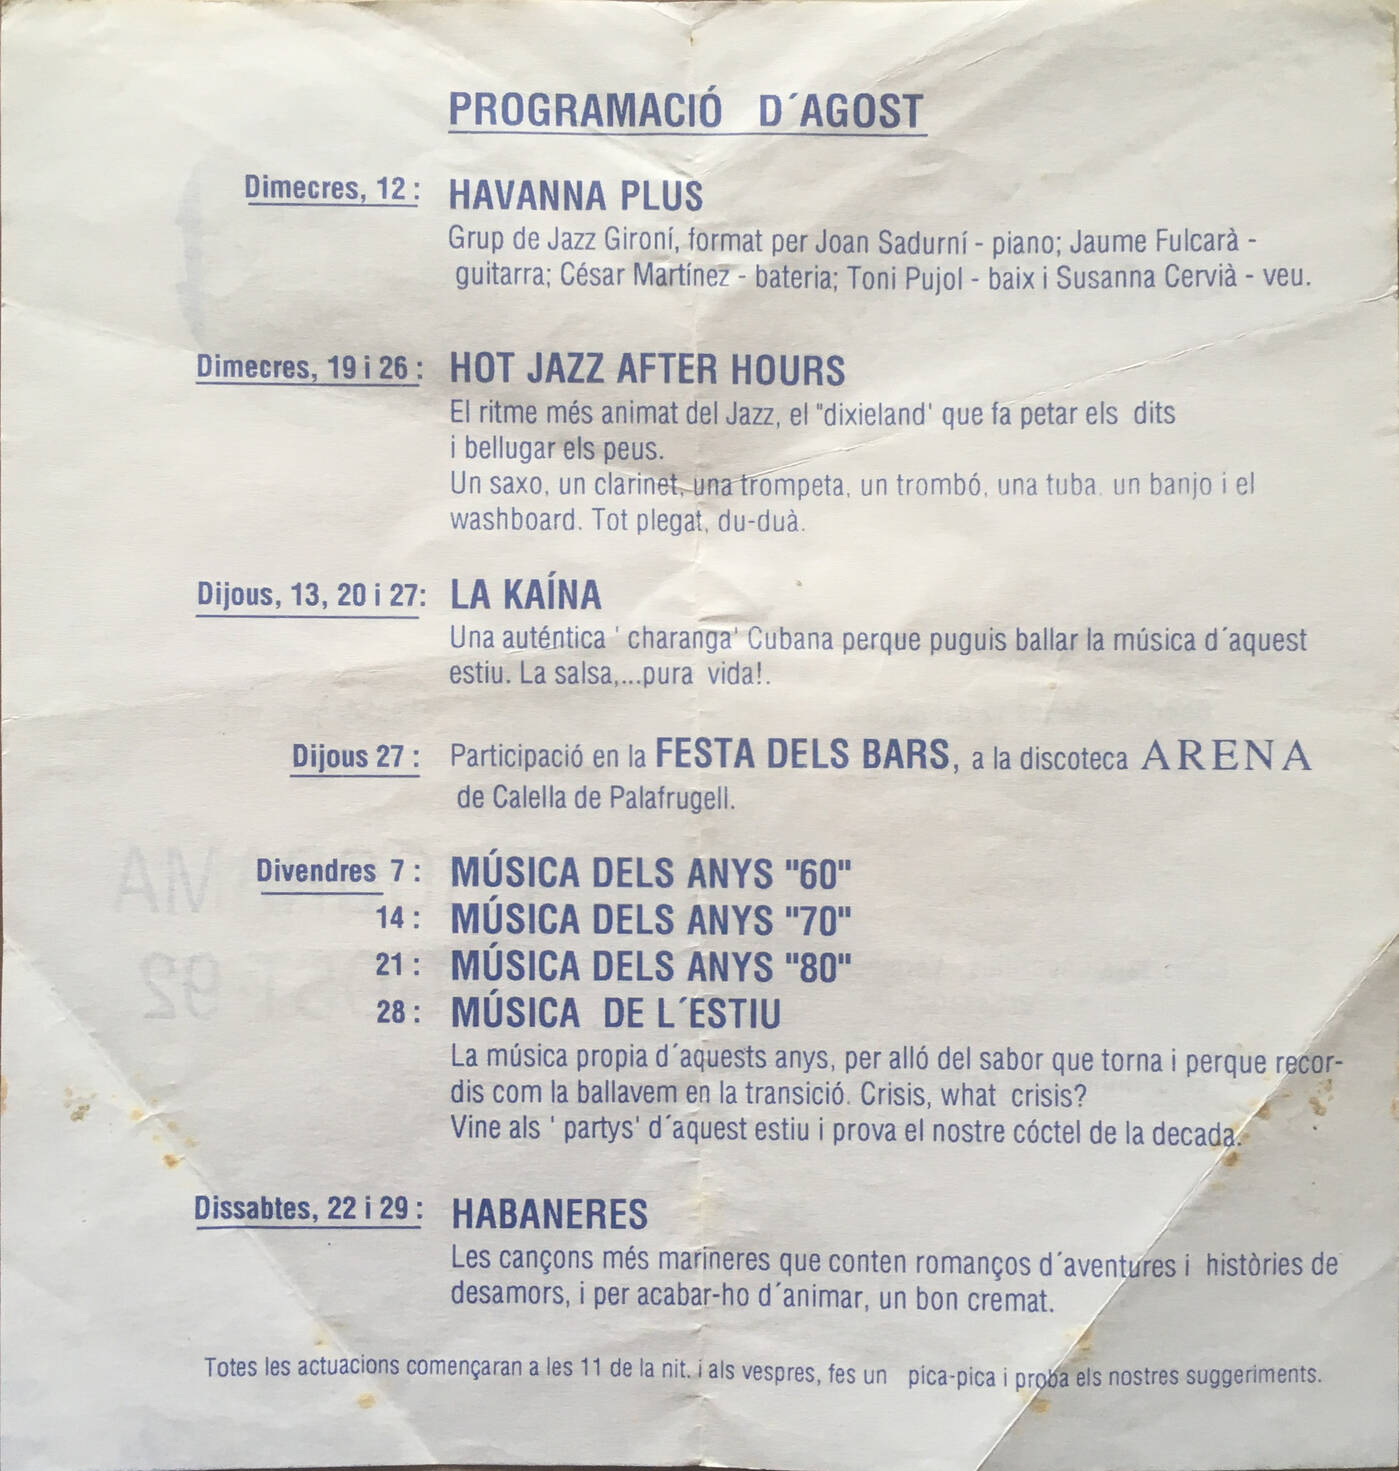 PROGRAMACIÓ D´AGOST
Dimecres, 12 : HAVANNA PLUS
Grup de Jazz Gironí, format per Joan Sadurní - piano; Jaume Fulcarà -
guitarra; César Martínez - bateria; Toni Pujol - baix i Susanna Cervià - veu.
Dimecres, 19 i 26 : HOT JAZZ AFTER HOURS
El ritme més animat del Jazz, el "dixieland' que fa petar els dits
i bellugar els peus.
Un saxo, un clarinet, una trompeta, un trombó, una tuba. un banjo i el
washboard. Tot plegat, du-duà.
Dijous, 13, 20 i 27: LA KAÍNA
Una auténtica ' charanga' Cubana perque puguis ballar la música d´aquest
estiu. La salsa,...pura vida!.
Dijous 27 : Participació en la FESTA DELS BARS, a la discoteca ARENA
de Calella de Palafrugell.
Divendres 7 : MÚSICA DELS ANYS "60"
14 : MÚSICA DELS ANYS "70"
21 : MÚSICA DELS ANYS "80"
28 : MÚSICA DE L´ESTIU
La música propia d´aquests anys, per alló del sabor que torna i perque recor-
dis com la ballavem en la transició. Crisis, what crisis?
Vine als ' partys' d´aquest estiu i prova el nostre cóctel de la decada.
Dissabtes, 22 i 29 : HABANERES
Les cançons més marineres que conten romanços d´aventures i històries de
desamors, i per acabar-ho d´animar, un bon cremat.
Totes les actuacions començaran a les 11 de la nit. i als vespres, fes un pica-pica i proba els nostres suggeriments.